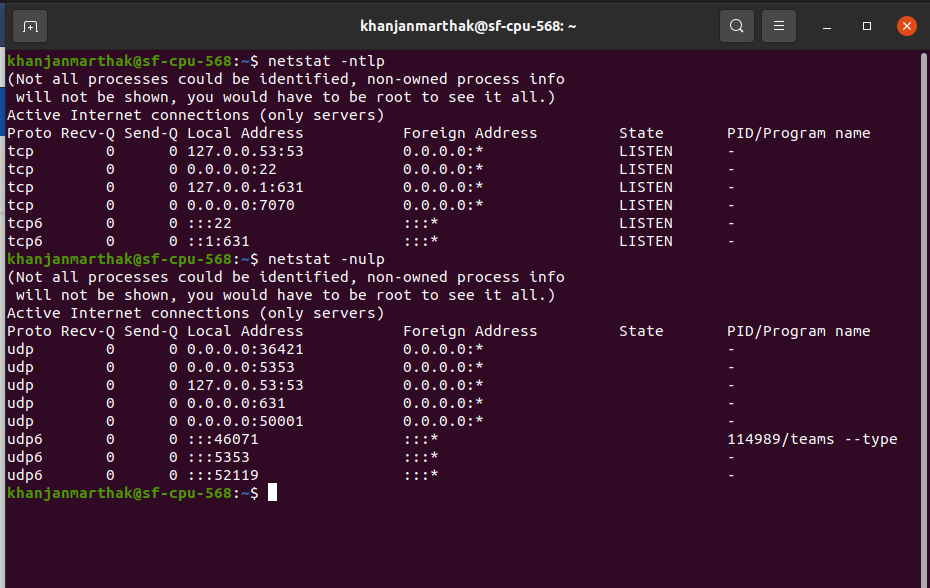 khanjanmarthak@sf-cpu-568: ~
khanjanmarthak@sf-cpu-568:~$ netstat -ntlp
(Not all processes could be identified, non-owned process info
 will not be shown, you would have to be root to see it all.)
Active Internet connections (only servers)
Proto Recv-Q Send-Q Local Address           Foreign Address         State       PID/Program name
tcp        0      0 127.0.0.53:53           0.0.0.0:*               LISTEN      -
tcp        0      0 0.0.0.0:22              0.0.0.0:*               LISTEN      -
tcp        0      0 127.0.0.1:631           0.0.0.0:*               LISTEN      -
tcp        0      0 0.0.0.0:7070            0.0.0.0:*               LISTEN      -
tcp6       0      0 :::22                   :::*                    LISTEN      -
tcp6       0      0 ::1:631                 :::*                    LISTEN      -
khanjanmarthak@sf-cpu-568:~$ netstat -nulp
(Not all processes could be identified, non-owned process info
 will not be shown, you would have to be root to see it all.)
Active Internet connections (only servers)
Proto Recv-Q Send-Q Local Address           Foreign Address         State       PID/Program name
udp        0      0 0.0.0.0:36421           0.0.0.0:*                           -
udp        0      0 0.0.0.0:5353            0.0.0.0:*                           -
udp        0      0 127.0.0.53:53           0.0.0.0:*                           -
udp        0      0 0.0.0.0:631             0.0.0.0:*                           -
udp        0      0 0.0.0.0:50001           0.0.0.0:*                           -
udp6       0      0 :::46071                :::*                                114989/teams --type
udp6       0      0 :::5353                 :::*                                -
udp6       0      0 :::52119                :::*                                -
khanjanmarthak@sf-cpu-568:~$